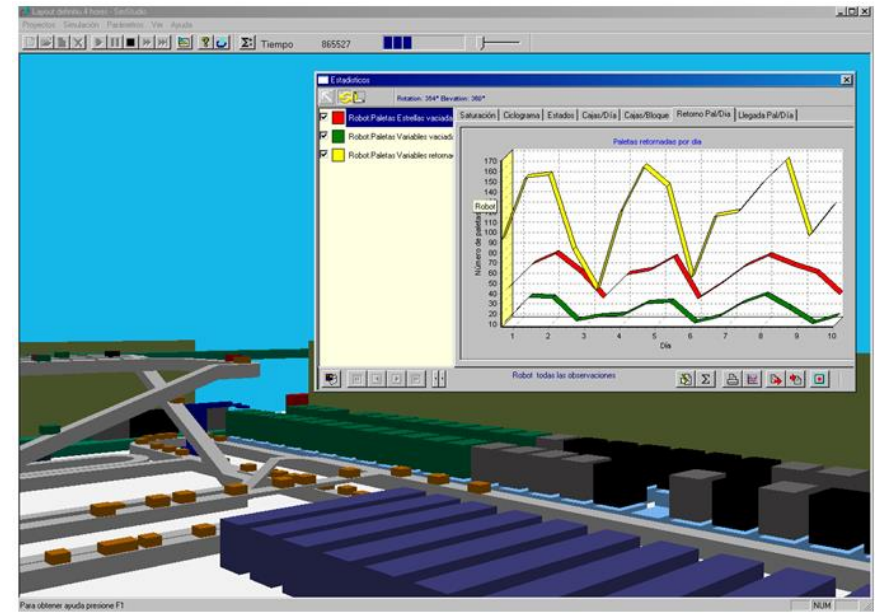 Layout definitio 4 hores - SimStudio
Proyectos Simulación Parámetros Ver Ayuda
Tiempo 865527
Estadísticos
Rotation: 354° Elevation: 360°
Robot:Paletas Estrellas vaciada
Robot:Paletas Variables vaciada
Robot:Paletas Variables retorna
Saturación Ciclograma Estados Cajas/Día Cajas/Bloque Retorno Pal/Dia Llegada Pal/Día
Paletas retornadas por dia
170
160
150
140
130
120
Robot
100
90
80
70
60
50
40
30
20
10
Número de paletas
1 2 3 4 5 6 7 8 9 10
Día
Robot todas las observaciones
Para obtener ayuda presione F1
NUM